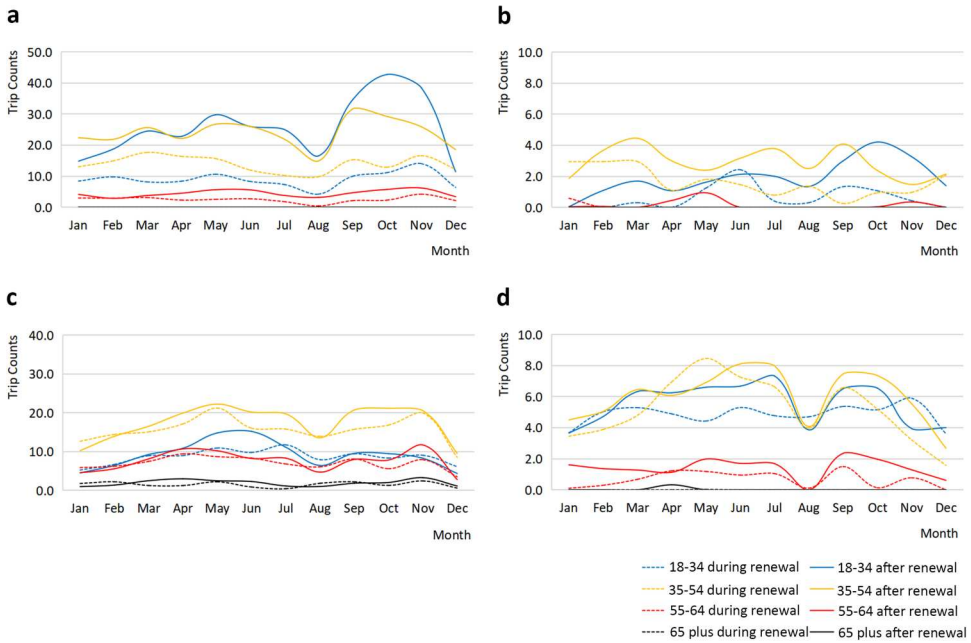 a
Trip Counts
50.0
40.0
30.0
20.0
10.0
0.0
Jan Feb Mar Apr May Jun Jul Aug Sep Oct Nov Dec
Month
b
Trip Counts
10.0
8.0
6.0
4.0
2.0
0.0
Jan Feb Mar Apr May Jun Jul Aug Sep Oct Nov Dec
Month
c
Trip Counts
40.0
30.0
20.0
10.0
0.0
Jan Feb Mar Apr May Jun Jul Aug Sep Oct Nov Dec
Month
d
Trip Counts
10.0
8.0
6.0
4.0
2.0
0.0
Jan Feb Mar Apr May Jun Jul Aug Sep Oct Nov Dec
Month
18-34 during renewal 18-34 after renewal
35-54 during renewal 35-54 after renewal
55-64 during renewal 55-64 after renewal
65 plus during renewal 65 plus after renewal